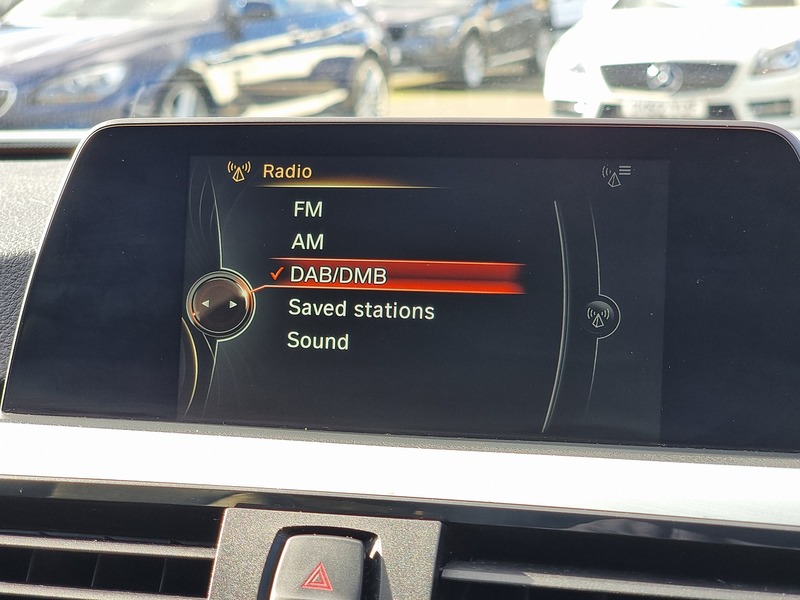 Radio
FM
AM
DAB/DMB
Saved stations
Sound